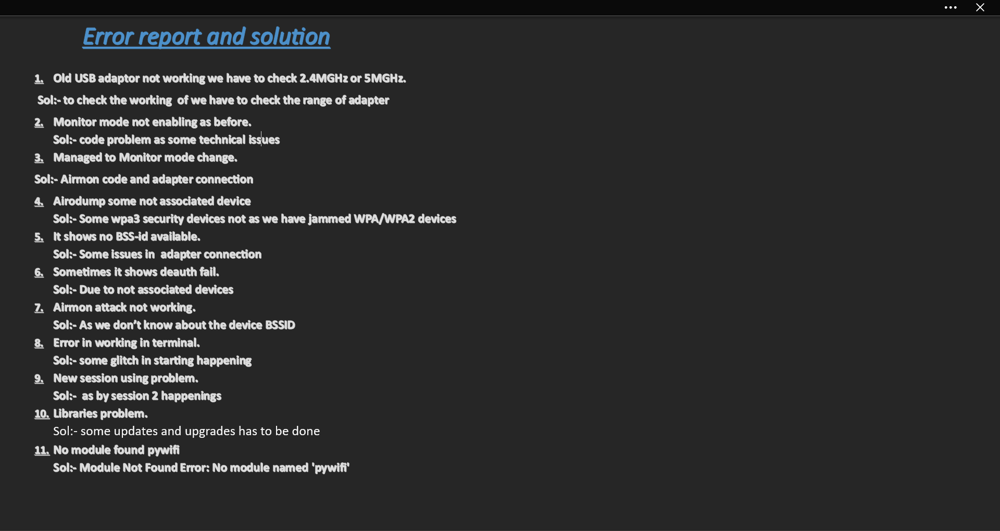 Error report and solution
1. Old USB adaptor not working we have to check 2.4MGHz or 5MGHz.
Sol:- to check the working  of we have to check the range of adapter
2. Monitor mode not enabling as before.
Sol:- code problem as some technical issues
3. Managed to Monitor mode change.
Sol:- Airmon code and adapter connection
4. Airodump some not associated device
Sol:- Some wpa3 security devices not as we have jammed WPA/WPA2 devices
5. It shows no BSS-id available.
Sol:- Some issues in  adapter connection
6. Sometimes it shows deauth fail.
Sol:- Due to not associated devices
7. Airmon attack not working.
Sol:- As we don’t know about the device BSSID
8. Error in working in terminal.
Sol:- some glitch in starting happening
9. New session using problem.
Sol:-  as by session 2 happenings
10. Libraries problem.
Sol:- some updates and upgrades has to be done
11. No module found pywifi
Sol:- Module Not Found Error: No module named 'pywifi'